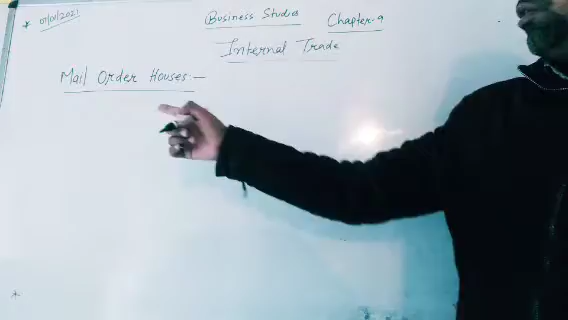 * 01/01/2021
Business Studies Chapter-9
Internal Trade
Mail Order Houses:-
*